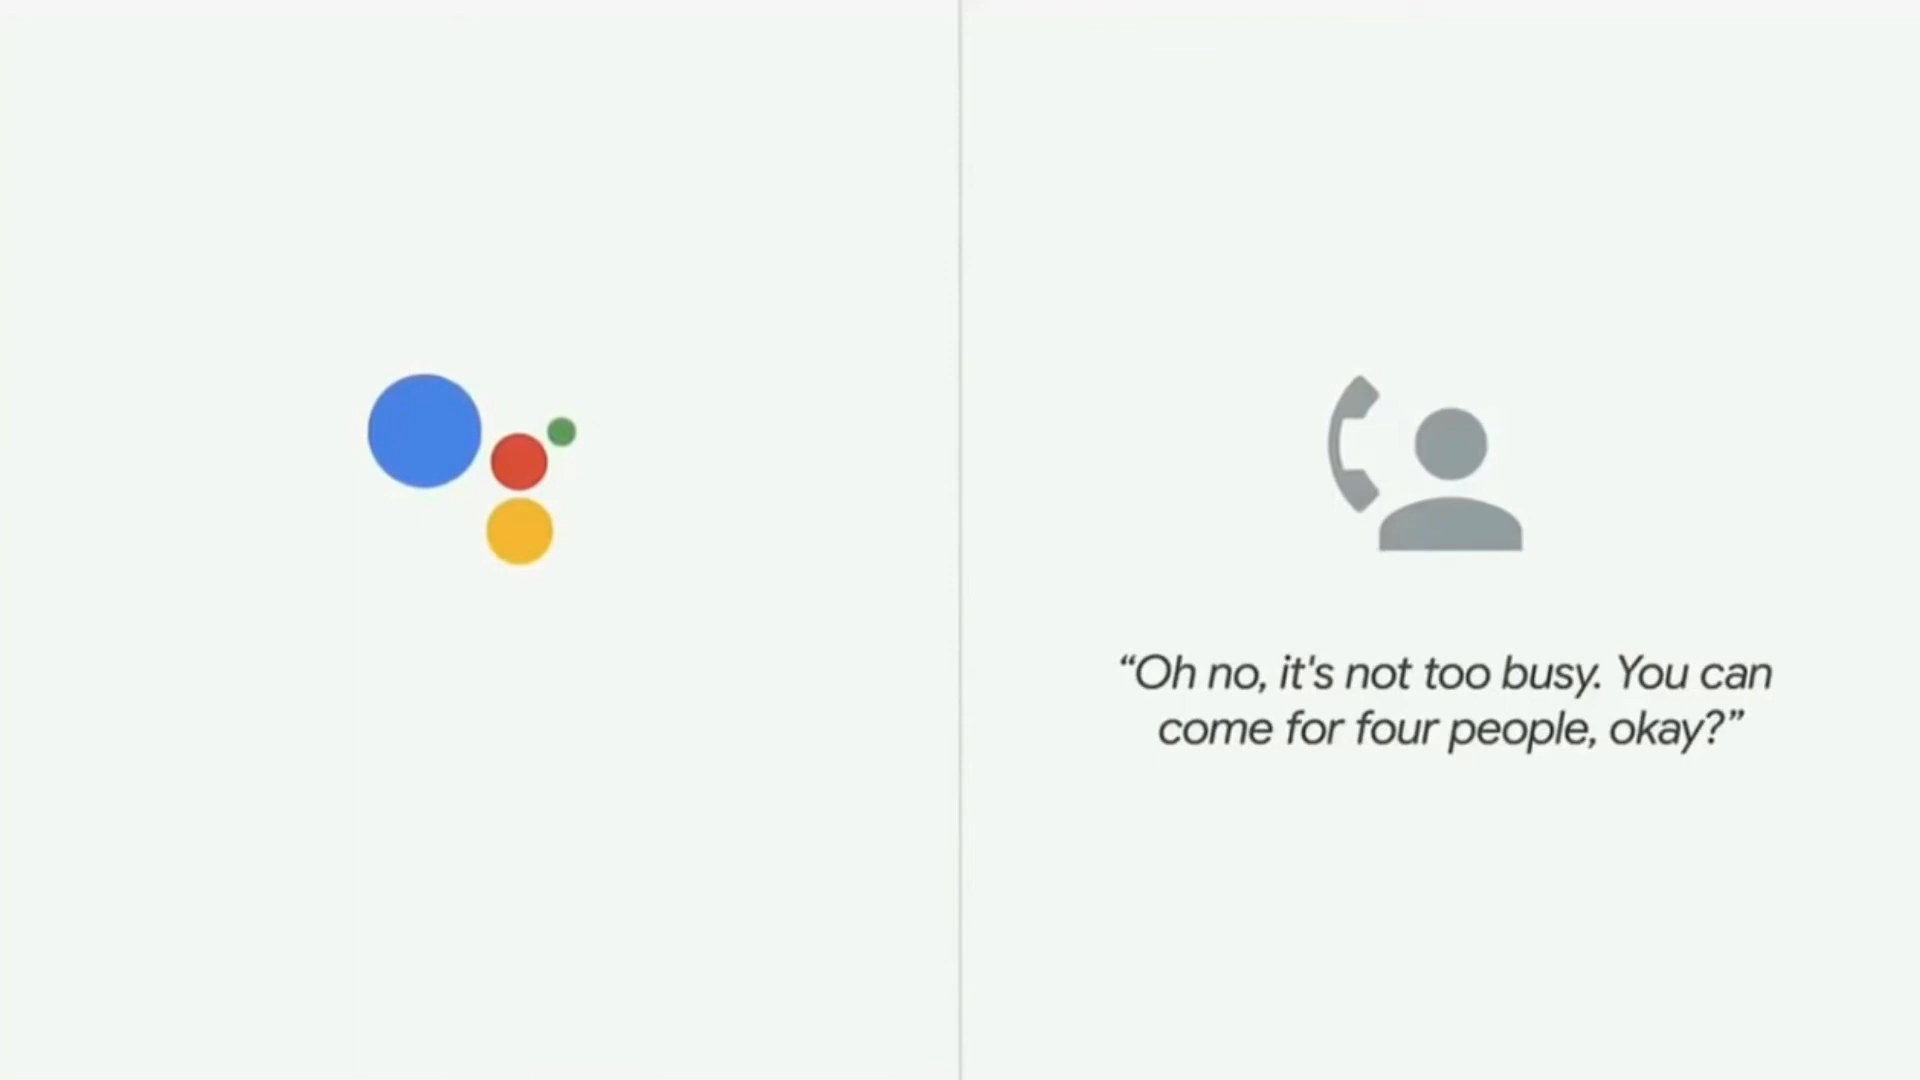 “Oh no, it's not too busy. You can
come for four people, okay?”